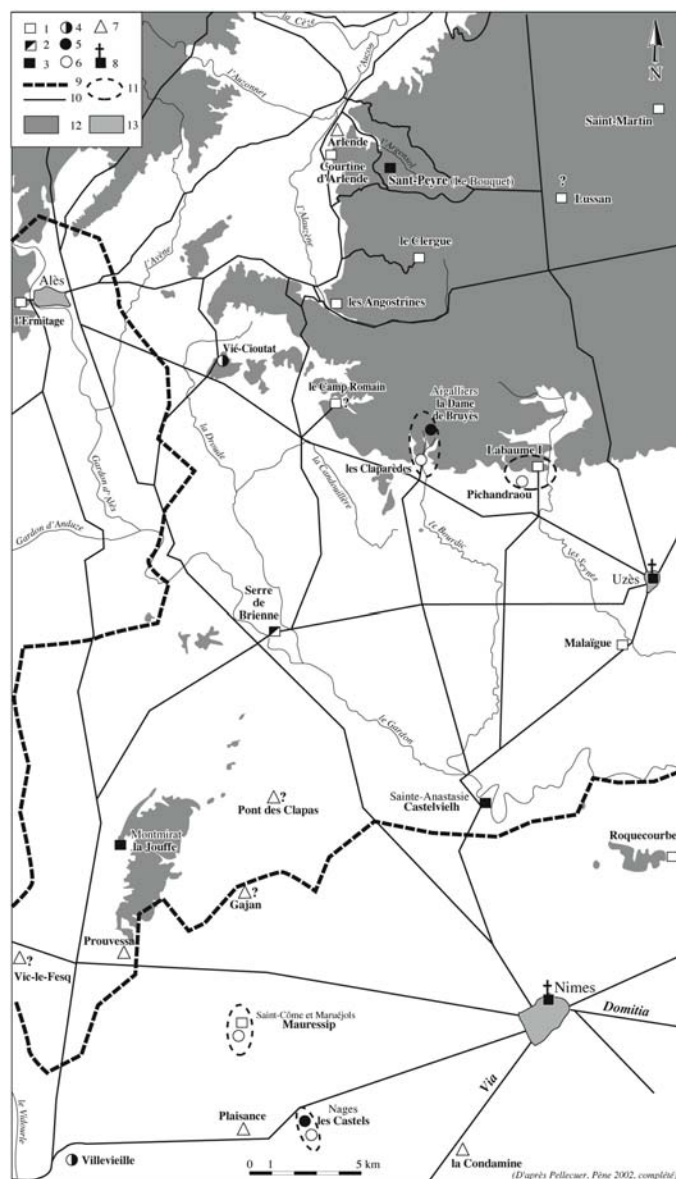 1 4 7
2 5 8
3 6
9 11
10
12 13
N
la Cèze
l'Auzon
l'Auzonnet
Saint-Martin
Arlende
Courtine
d'Arlende
Sant-Peyre (Le Bouquet)
?
Lussan
l'Alauzène
l'Avène
le Clergue
Alès
l'Ermitage
les Angostrines
Vié-Cioutat
le Camp Romain
?
Aigalliers
la Dame
de Bruyès
Labaume I
les Claparèdes
Pichandraou
la Droude
la Candouillère
Gardon d'Alès
Gardon d'Anduze
le Bourdic
les Seynes
Uzès
Serre
de
Brienne
Malaïgue
le Gardon
Pont des Clapas
?
Sainte-Anastasie
Castelvielh
Montmirat
la Jouffe
Roquecourbe
Gajan
?
Prouvessa
Vic-le-Fesq
?
Nimes
Domitia
Saint-Côme et Maruéjols
Mauressip
Via
Nages
les Castels
Plaisance
le Vidourle
Villevieille
la Condamine
0 1 5 km
(D'après Pellecuer, Pène 2002, complété)